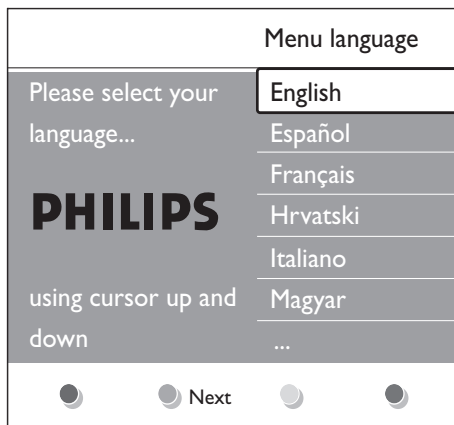 Menu language
Please select your
language...
PHILIPS
using cursor up and
down
English
Español
Français
Hrvatski
Italiano
Magyar
...
Next